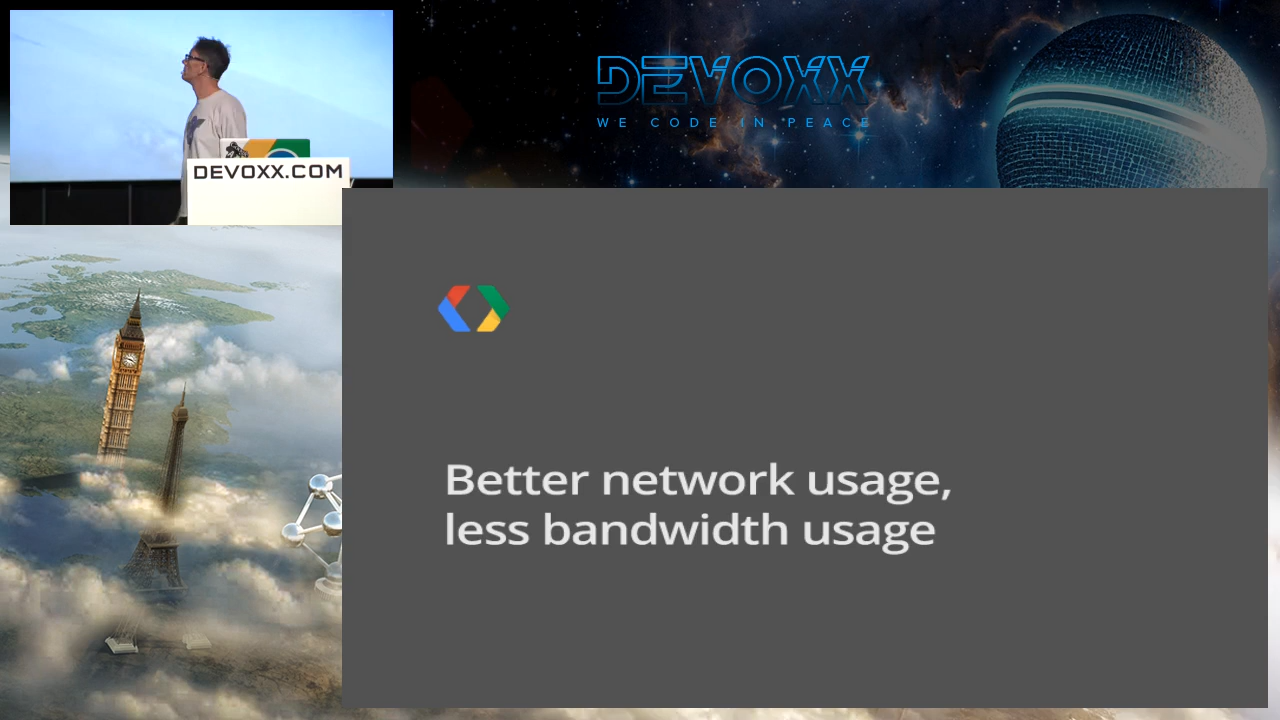 DEVOXX
WE CODE IN PEACE
DEVOXX.COM
Better network usage,
less bandwidth usage